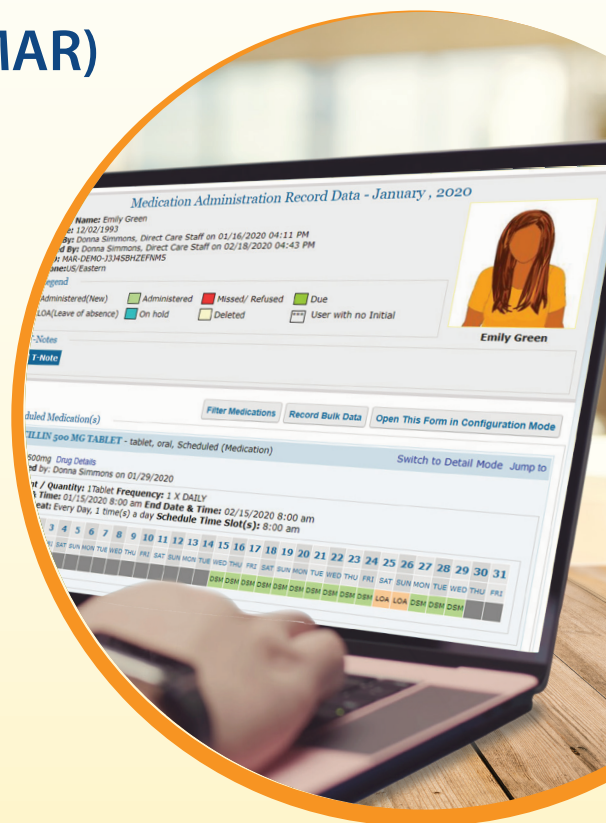 MAR)
Medication Administration Record Data - January , 2020
Name: Emily Green
e: 12/02/1993
By: Donna Simmons, Direct Care Staff on 01/16/2020 04:11 PM
d By: Donna Simmons, Direct Care Staff on 02/18/2020 04:43 PM
D: MAR-DEMO-J3J4SBHZEFNM5
one:US/Eastern
egend
Administered(New) Administered Missed/ Refused Due
LOA(Leave of absence) On hold Deleted User with no Initial
Emily Green
T-Notes
T-Note
duled Medication(s) Filter Medications Record Bulk Data Open This Form in Configuration Mode
CILLIN 500 MG TABLET - tablet, oral, Scheduled (Medication) Switch to Detail Mode Jump to
500mg Drug Details
ed by: Donna Simmons on 01/29/2020
nt / Quantity: 1Tablet Frequency: 1 X DAILY
& Time: 01/15/2020 8:00 am End Date & Time: 02/15/2020 8:00 am
eat: Every Day, 1 time(s) a day Schedule Time Slot(s): 8:00 am
3 4 5 6 7 8 9 10 11 12 13 14 15 16 17 18 19 20 21 22 23 24 25 26 27 28 29 30 31
RI SAT SUN MON TUE WED THU FRI SAT SUN MON TUE WED THU FRI SAT SUN MON TUE WED THU FRI SAT SUN MON TUE WED THU FRI
DSM DSM DSM DSM DSM DSM DSM DSM DSM DSM LOA LOA DSM DSM DSM